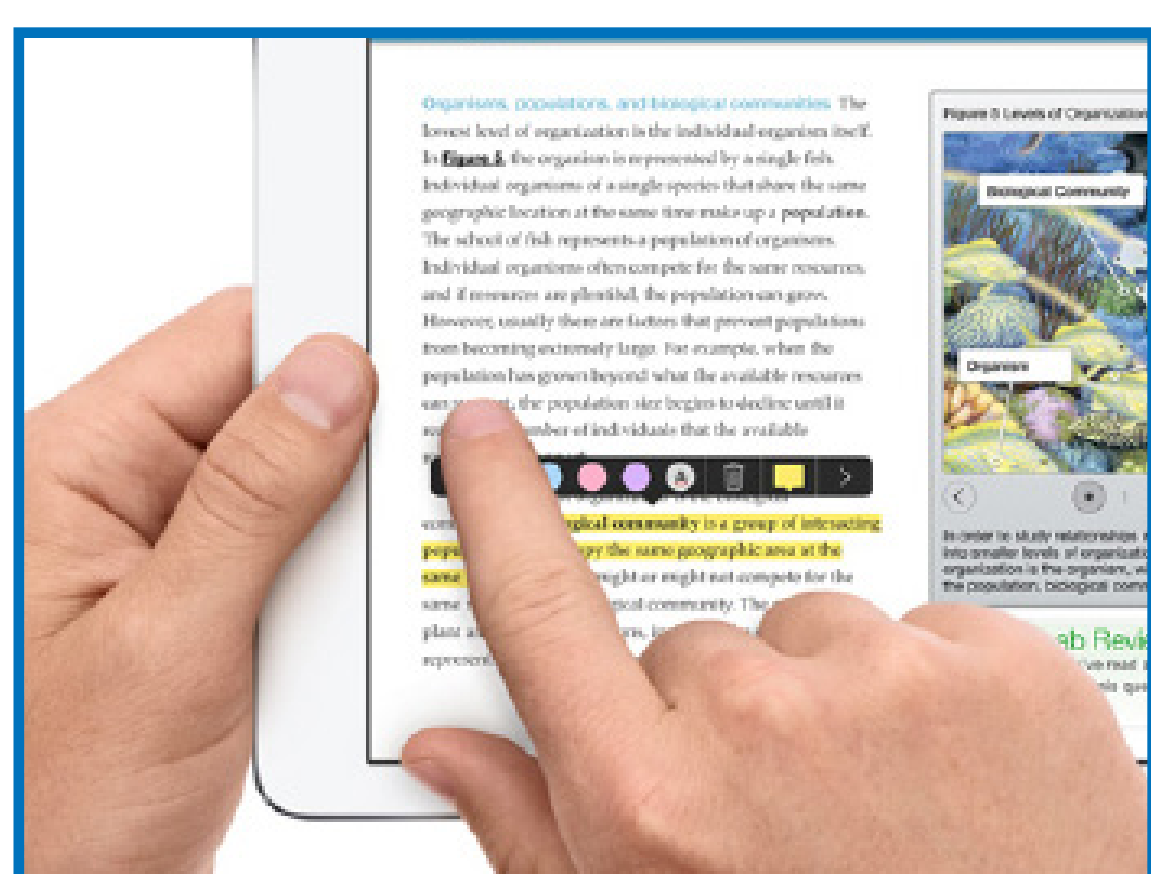 Organisms, populations, and biological communities The
lowest level of organization is the individual organism itself.
In Figure 8, the organism is represented by a single fish.
Individual organisms of a single species that share the same
geographic location at the same time make up a population.
The school of fish represents a population of organisms.
Individual organisms often compete for the same resources,
and if resources are plentiful, the population can grow.
However, usually there are factors that prevent populations
from becoming extremely large. For example, when the
population has grown beyond what the available resources
can the population size begins to decline until it
number of individuals that the available
A
community is a group of interacting
the same geographic area at the
same might or might not compete for the
same community. The
plant
Figure 8 Levels of Organization
Biological Community
Organism
In order to study relationships
into smaller levels of
organization is the organism,
the population, biological